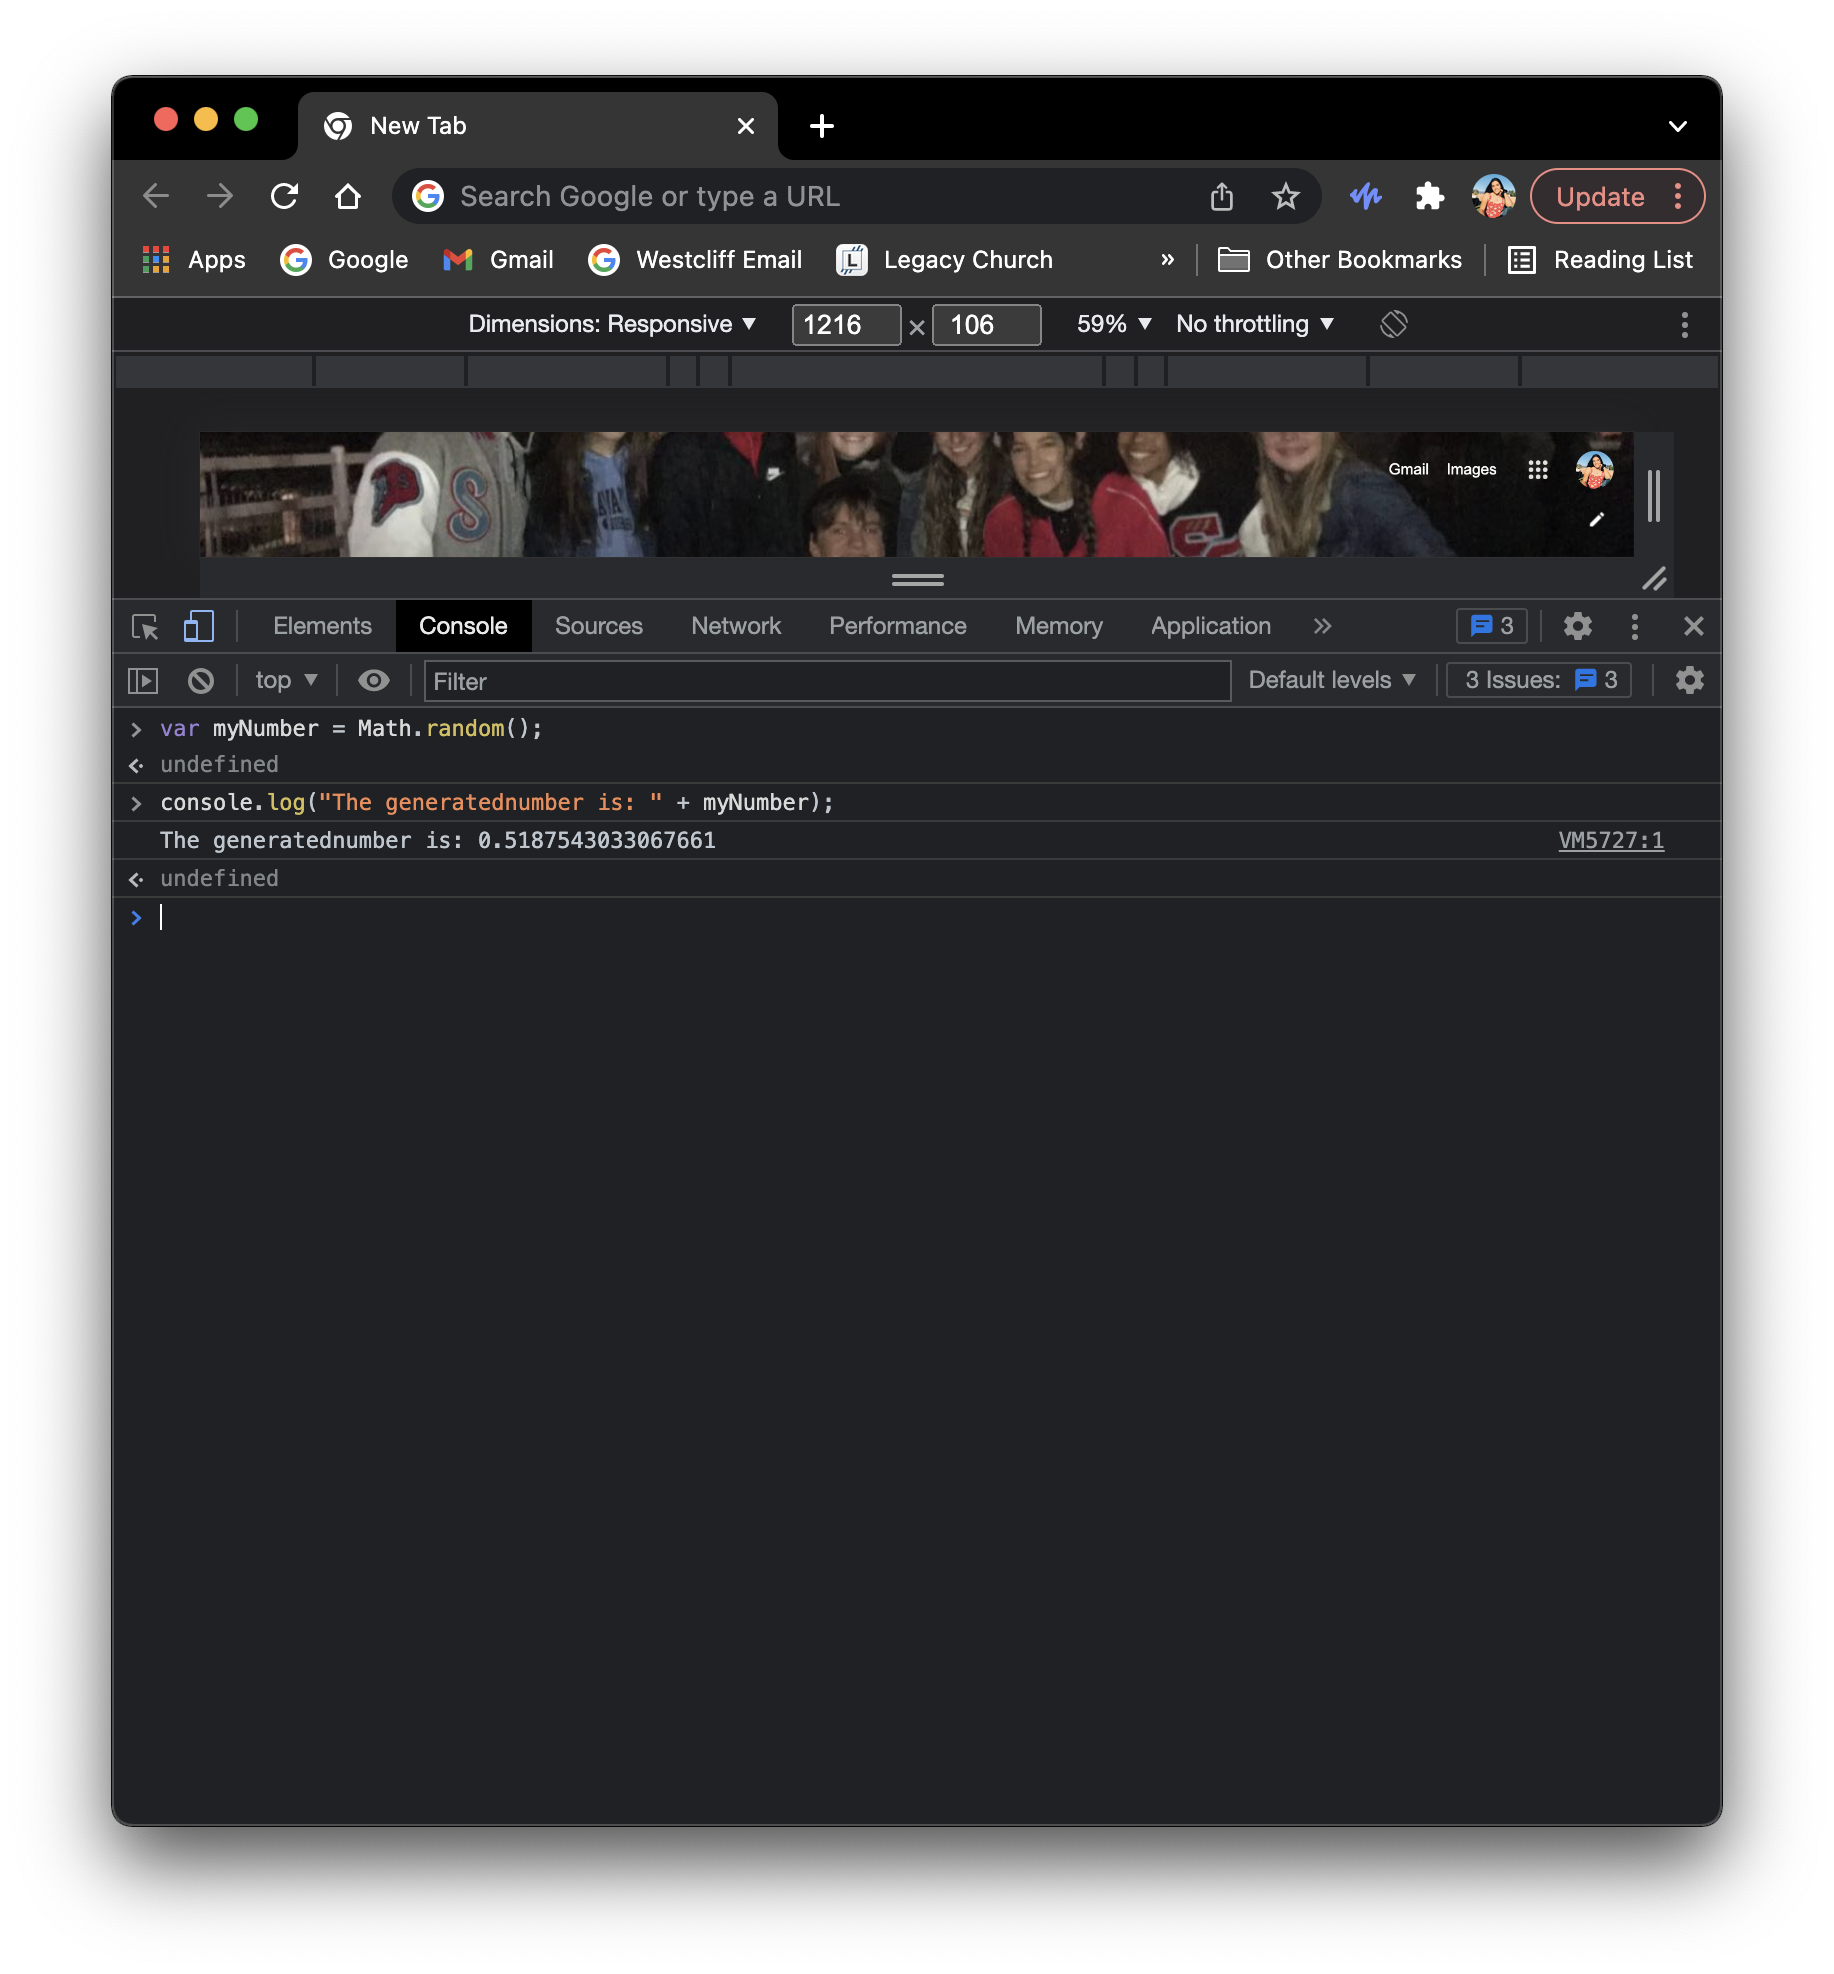 New Tab
Search Google or type a URL
Update
Apps Google Gmail Westcliff Email Legacy Church » Other Bookmarks Reading List
Dimensions: Responsive 1216 × 106 59% No throttling
Gmail Images
S
Elements Console Sources Network Performance Memory Application » 3
top Filter Default levels 3 Issues: 3
> var myNumber = Math.random();
undefined
> console.log("The generatednumber is: " + myNumber);
The generatednumber is: 0.5187543033067661 VM5727:1
undefined
>